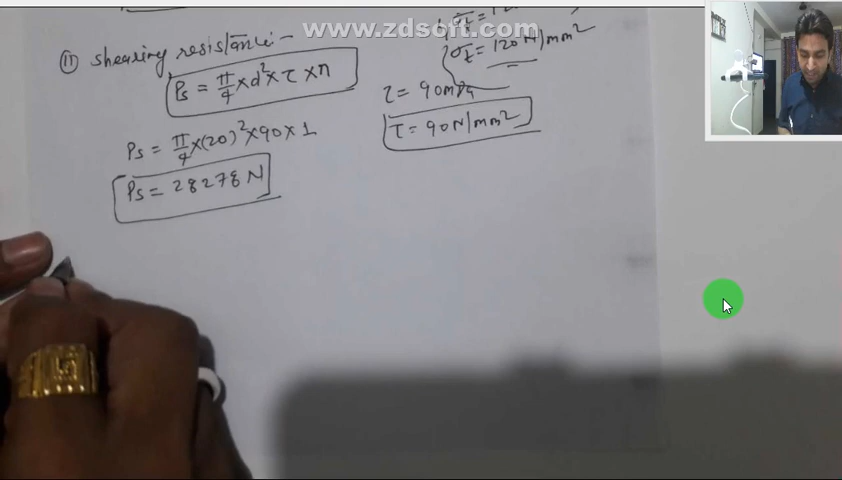 www.zdsoft.com
σt = 120 N/mm²
(ii) shearing resistance:-
Ps = π/4 × d² × τ × n
τ = 90 mpa
τ = 90 N/mm²
Ps = π/4 × (20)² × 90 × 1
Ps = 28278 N